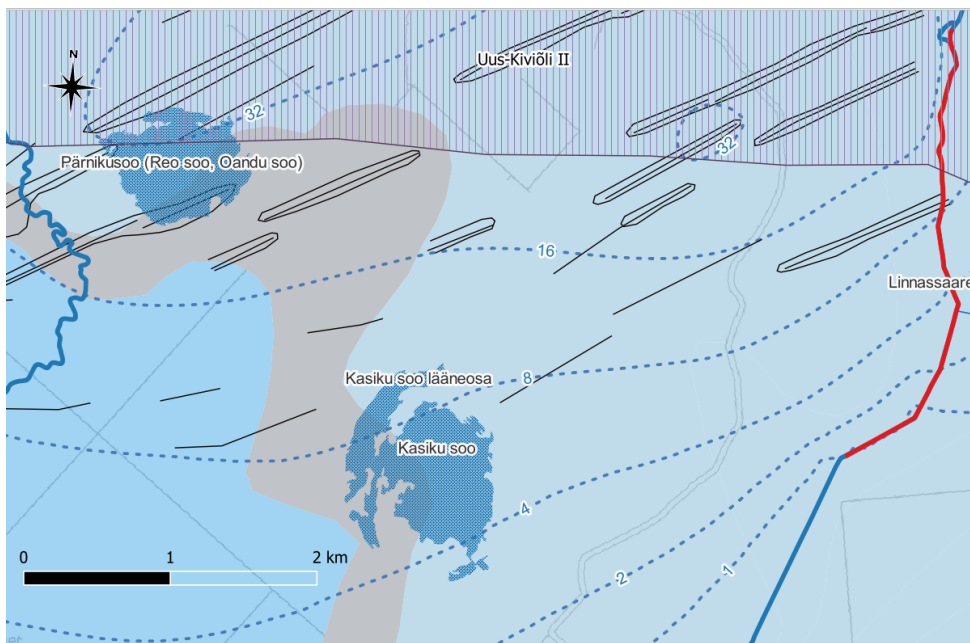 N
Uus-Kiviõli II
32
32
Pärnikusoo (Reo soo, Oandu soo)
16
Linnassaare
Kasiku soo lääneosa
8
Kasiku soo
4
0 1 2 km
2
1